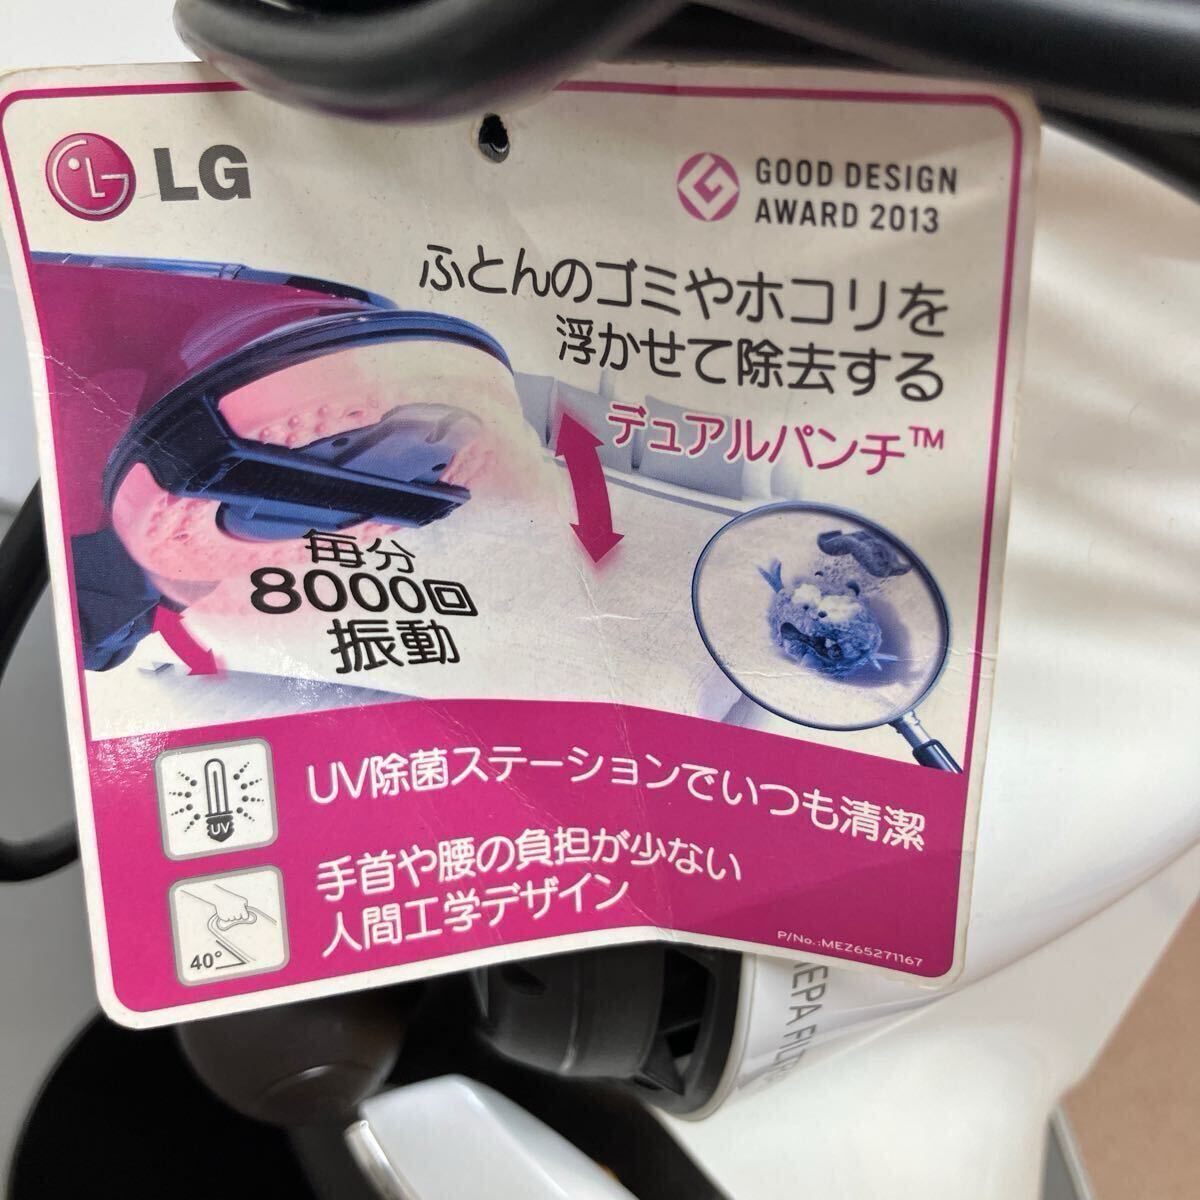 LG
GOOD DESIGN
AWARD 2013
ふとんのゴミやホコリを
浮かせて除去する
デュアルパンチ™
毎分
8000回
振動
UV
UV除菌ステーションでいつも清潔
手首や腰の負担が少ない
人間工学デザイン
40°
P/No.:MEZ65271167
HEPA FILTER